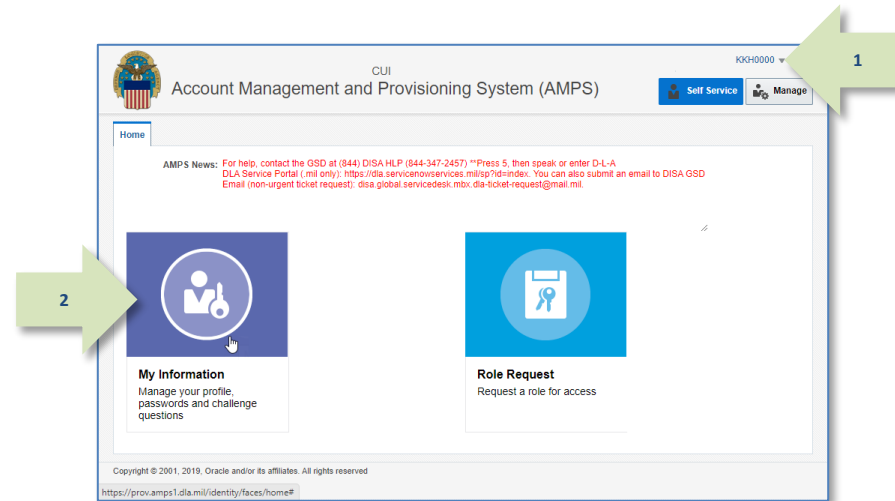 CUI
KKH0000
1
Account Management and Provisioning System (AMPS)
Self Service
Manage
Home
AMPS News: For help, contact the GSD at (844) DISA HLP (844-347-2457) **Press 5, then speak or enter D-L-A
DLA Service Portal (.mil only): https://dla.servicenowservices.mil/sp?id=index. You can also submit an email to DISA GSD
Email (non-urgent ticket request): disa.global.servicedesk.mbx.dla-ticket-request@mail.mil.
2
My Information
Manage your profile,
passwords and challenge
questions
Role Request
Request a role for access
Copyright © 2001, 2019, Oracle and/or its affiliates. All rights reserved
https://prov.amps1.dla.mil/identity/faces/home#